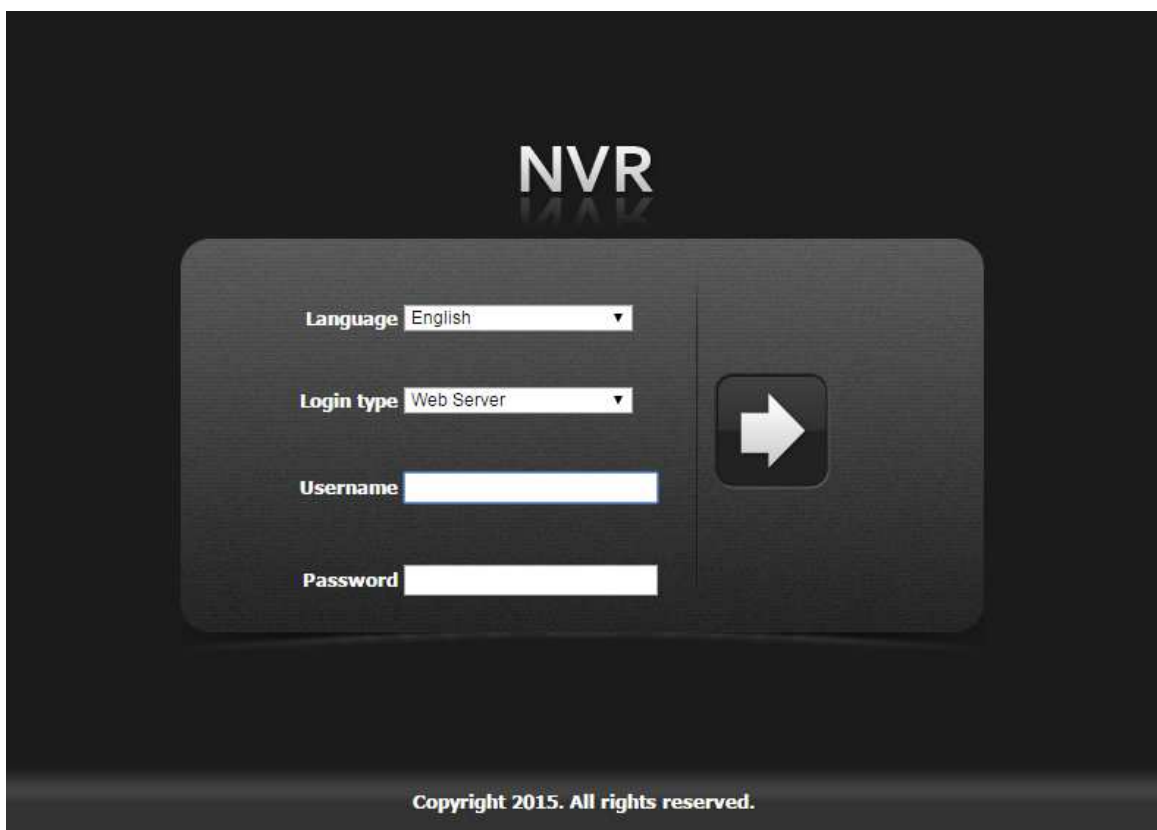 NVR
Language English
Login type Web Server
Username
Password
Copyright 2015. All rights reserved.